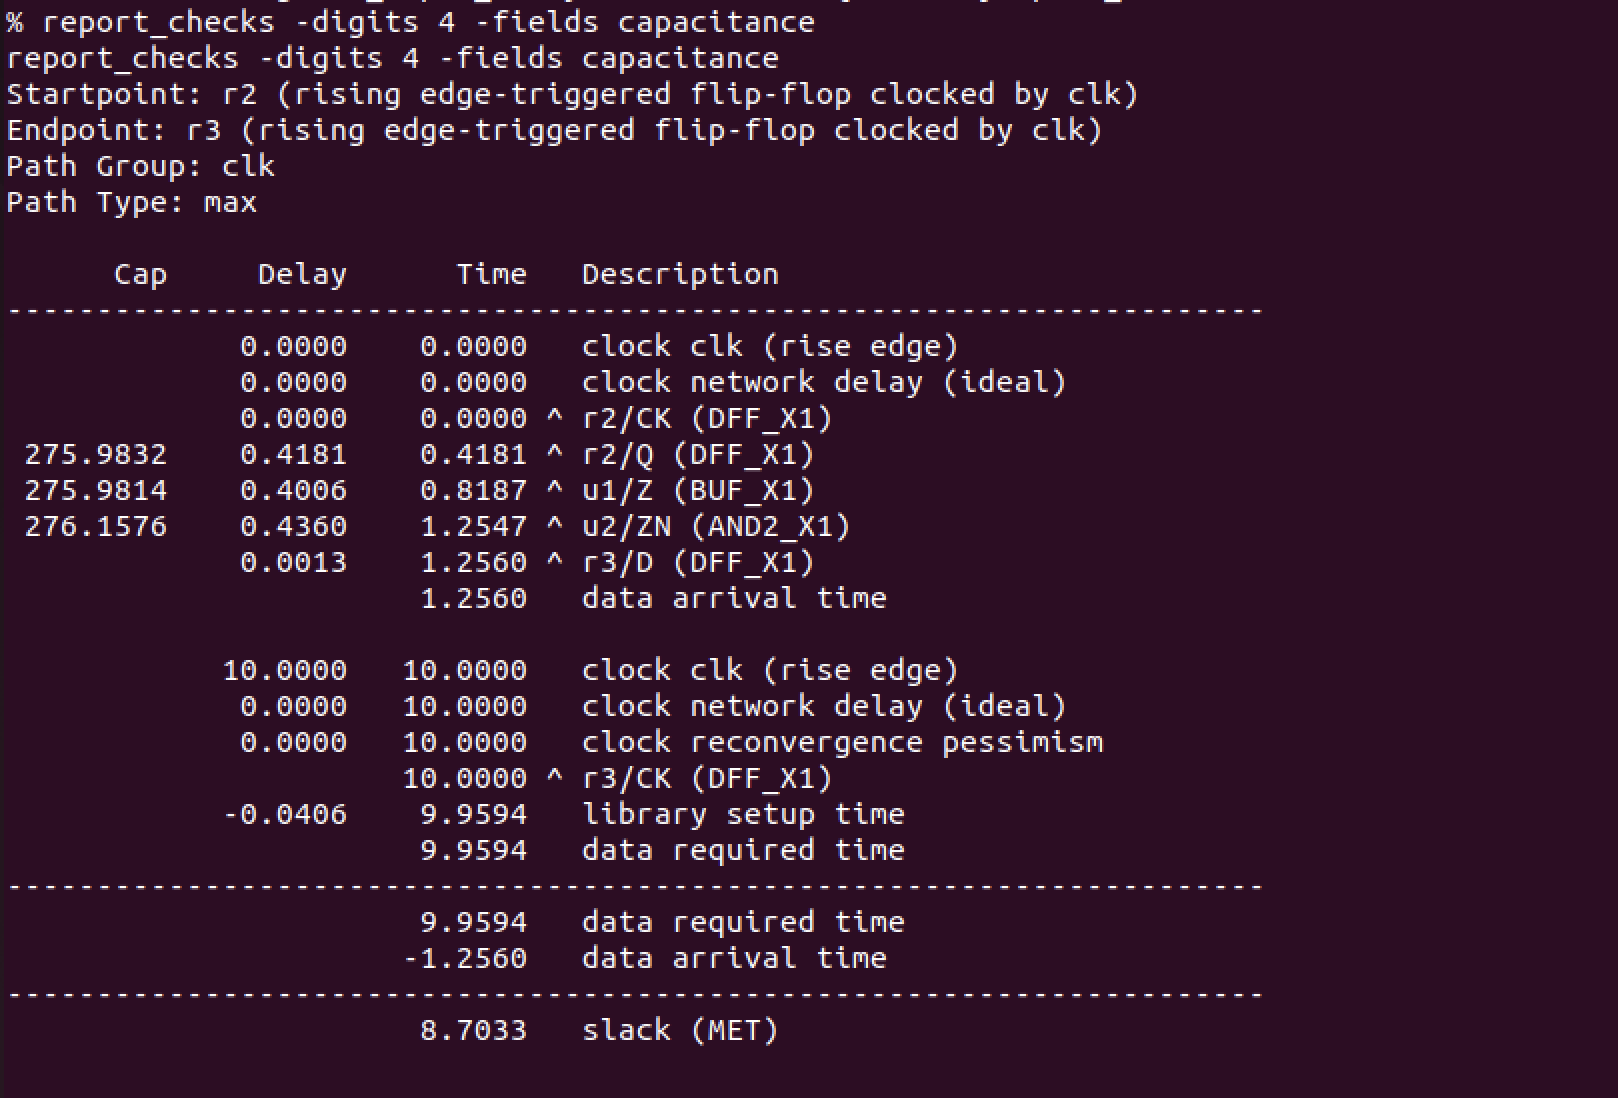 % report_checks -digits 4 -fields capacitance
report_checks -digits 4 -fields capacitance
Startpoint: r2 (rising edge-triggered flip-flop clocked by clk)
Endpoint: r3 (rising edge-triggered flip-flop clocked by clk)
Path Group: clk
Path Type: max

      Cap     Delay      Time   Description
----------------------------------------------------------------------
             0.0000    0.0000   clock clk (rise edge)
             0.0000    0.0000   clock network delay (ideal)
             0.0000    0.0000 ^ r2/CK (DFF_X1)
 275.9832    0.4181    0.4181 ^ r2/Q (DFF_X1)
 275.9814    0.4006    0.8187 ^ u1/Z (BUF_X1)
 276.1576    0.4360    1.2547 ^ u2/ZN (AND2_X1)
             0.0013    1.2560 ^ r3/D (DFF_X1)
                       1.2560   data arrival time

            10.0000   10.0000   clock clk (rise edge)
             0.0000   10.0000   clock network delay (ideal)
             0.0000   10.0000   clock reconvergence pessimism
                      10.0000 ^ r3/CK (DFF_X1)
            -0.0406    9.9594   library setup time
                       9.9594   data required time
----------------------------------------------------------------------
                       9.9594   data required time
                      -1.2560   data arrival time
----------------------------------------------------------------------
                       8.7033   slack (MET)